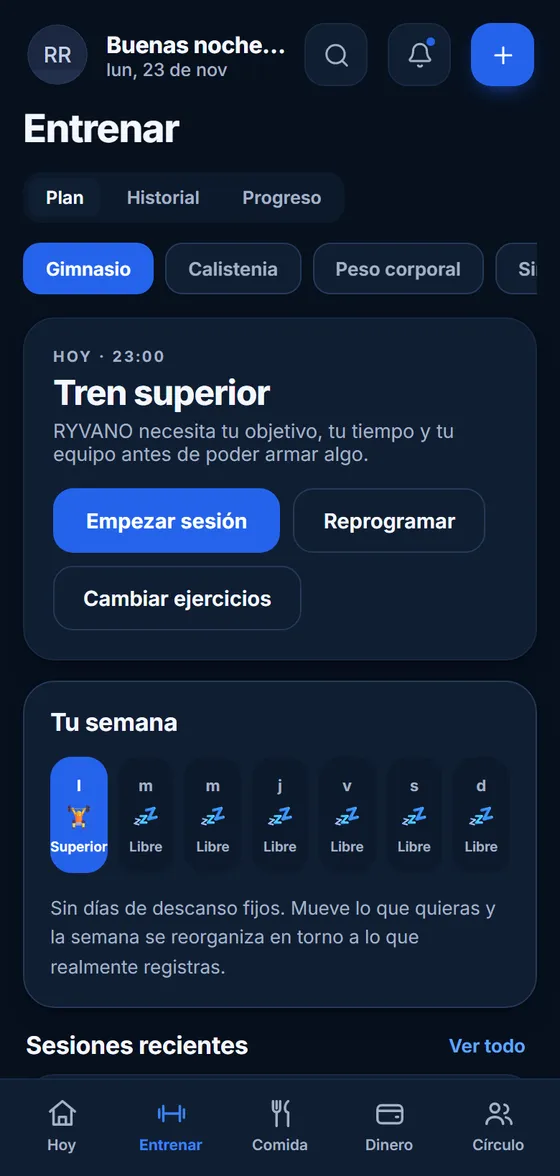 RR
Buenas noche...
lun, 23 de nov
Entrenar
Plan
Historial
Progreso
Gimnasio
Calistenia
Peso corporal
HOY · 23:00
Tren superior
RYVANO necesita tu objetivo, tu tiempo y tu
equipo antes de poder armar algo.
Empezar sesión
Reprogramar
Cambiar ejercicios
Tu semana
l
m
m
j
v
s
d
Superior
Libre
Libre
Libre
Libre
Libre
Libre
Sin días de descanso fijos. Mueve lo que quieras y
la semana se reorganiza en torno a lo que
realmente registras.
Sesiones recientes
Ver todo
Hoy
Entrenar
Comida
Dinero
Círculo